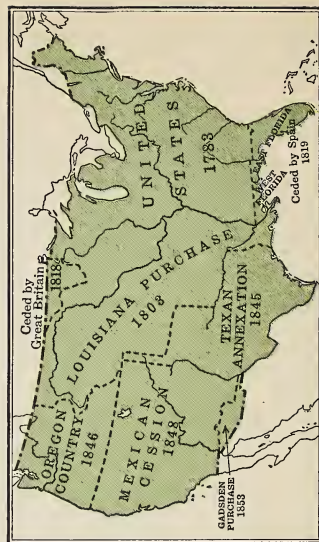 Ceded by
Great Britain
1818
OREGON
COUNTRY
1846
LOUISIANA PURCHASE
1803
UNITED
STATES
1783
MEXICAN
CESSION
1848
TEXAN
ANNEXATION
1845
GADSDEN
PURCHASE
1853
EAST FLORIDA
WEST
FLORIDA
Ceded by Spain
1819